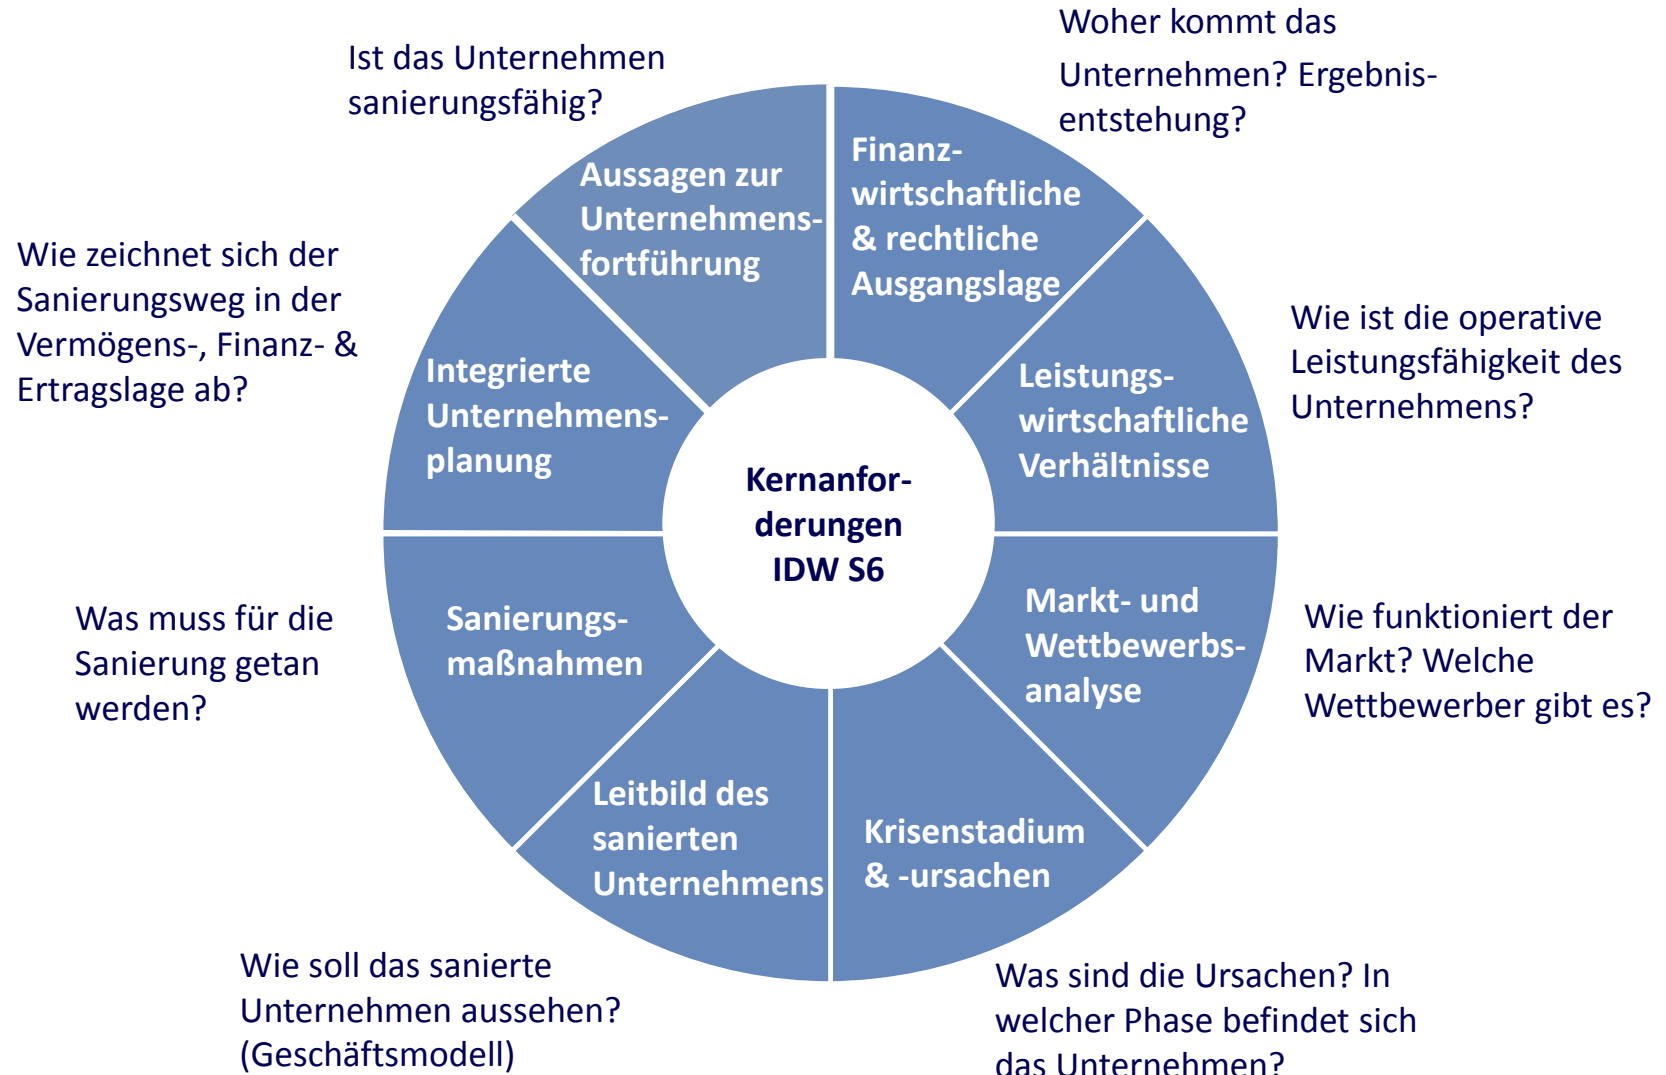 Woher kommt das
Unternehmen? Ergebnis-
entstehung?
Ist das Unternehmen
sanierungsfähig?
Finanz-
wirtschaftliche
& rechtliche
Ausgangslage
Aussagen zur
Unternehmens-
fortführung
Wie zeichnet sich der
Sanierungsweg in der
Vermögens-, Finanz- &
Ertragslage ab?
Wie ist die operative
Leistungsfähigkeit des
Unternehmens?
Integrierte
Unternehmens-
planung
Leistungs-
wirtschaftliche
Verhältnisse
Kernanfor-
derungen
IDW S6
Markt- und
Wettbewerbs-
analyse
Wie funktioniert der
Markt? Welche
Wettbewerber gibt es?
Sanierungs-
maßnahmen
Was muss für die
Sanierung getan
werden?
Leitbild des
sanierten
Unternehmens
Krisenstadium
& -ursachen
Wie soll das sanierte
Unternehmen aussehen?
(Geschäftsmodell)
Was sind die Ursachen? In
welcher Phase befindet sich
das Unternehmen?